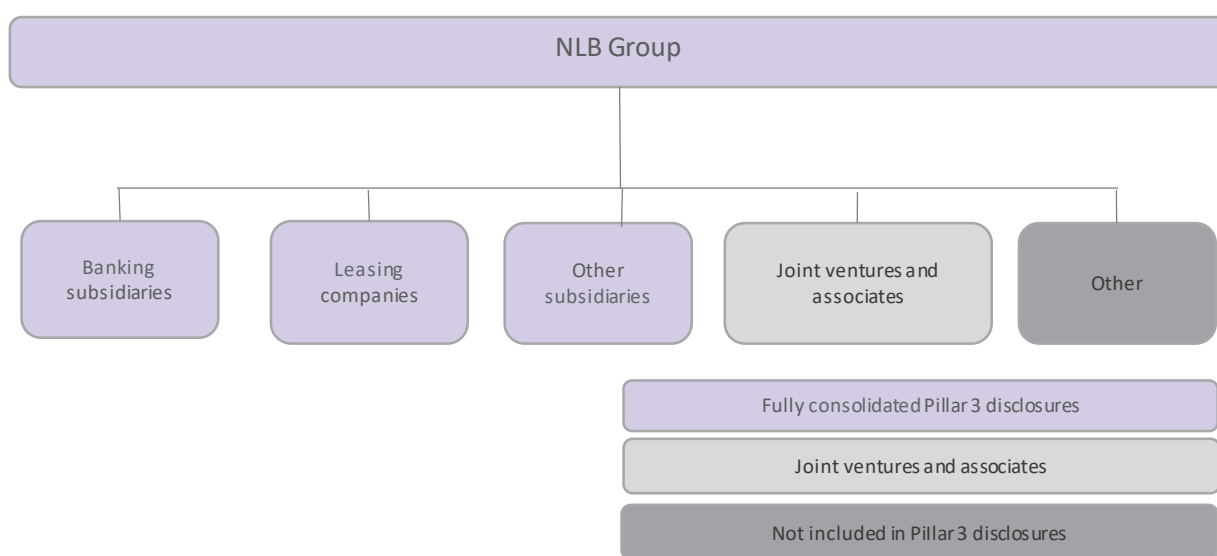 NLB Group
Banking
subsidiaries
Leasing
companies
Other
subsidiaries
Joint ventures and
associates
Other
Fully consolidated Pillar 3 disclosures
Joint ventures and associates
Not included in Pillar 3 disclosures